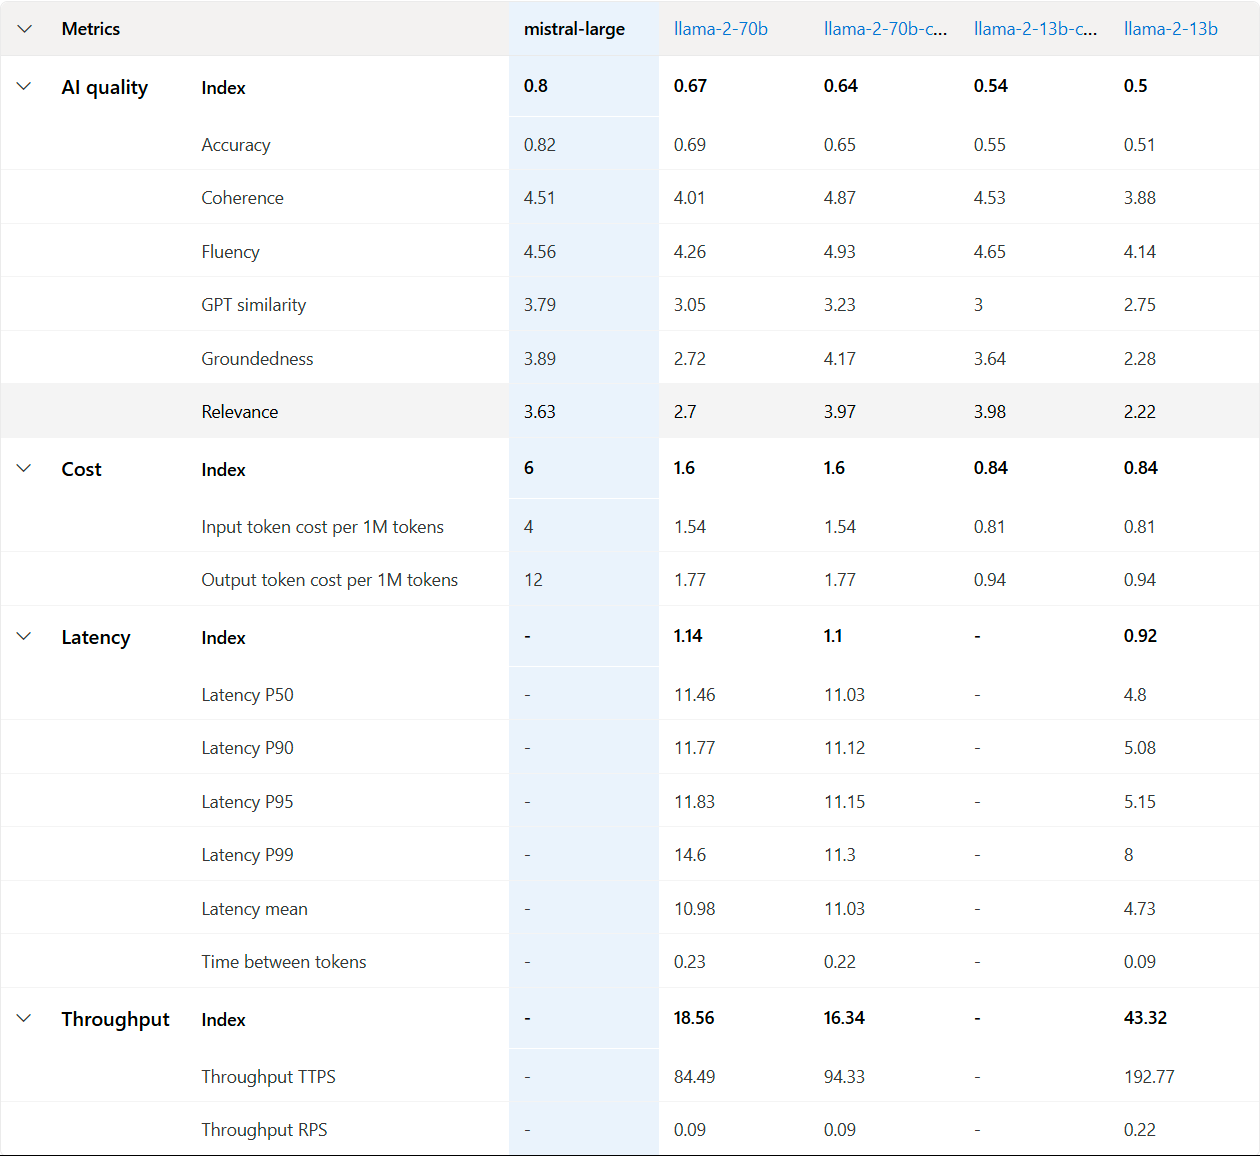 Metrics mistral-large llama-2-70b llama-2-70b-c... llama-2-13b-c... llama-2-13b
AI quality Index 0.8 0.67 0.64 0.54 0.5
Accuracy 0.82 0.69 0.65 0.55 0.51
Coherence 4.51 4.01 4.87 4.53 3.88
Fluency 4.56 4.26 4.93 4.65 4.14
GPT similarity 3.79 3.05 3.23 3 2.75
Groundedness 3.89 2.72 4.17 3.64 2.28
Relevance 3.63 2.7 3.97 3.98 2.22
Cost Index 6 1.6 1.6 0.84 0.84
Input token cost per 1M tokens 4 1.54 1.54 0.81 0.81
Output token cost per 1M tokens 12 1.77 1.77 0.94 0.94
Latency Index - 1.14 1.1 - 0.92
Latency P50 - 11.46 11.03 - 4.8
Latency P90 - 11.77 11.12 - 5.08
Latency P95 - 11.83 11.15 - 5.15
Latency P99 - 14.6 11.3 - 8
Latency mean - 10.98 11.03 - 4.73
Time between tokens - 0.23 0.22 - 0.09
Throughput Index - 18.56 16.34 - 43.32
Throughput TTPS - 84.49 94.33 - 192.77
Throughput RPS - 0.09 0.09 - 0.22